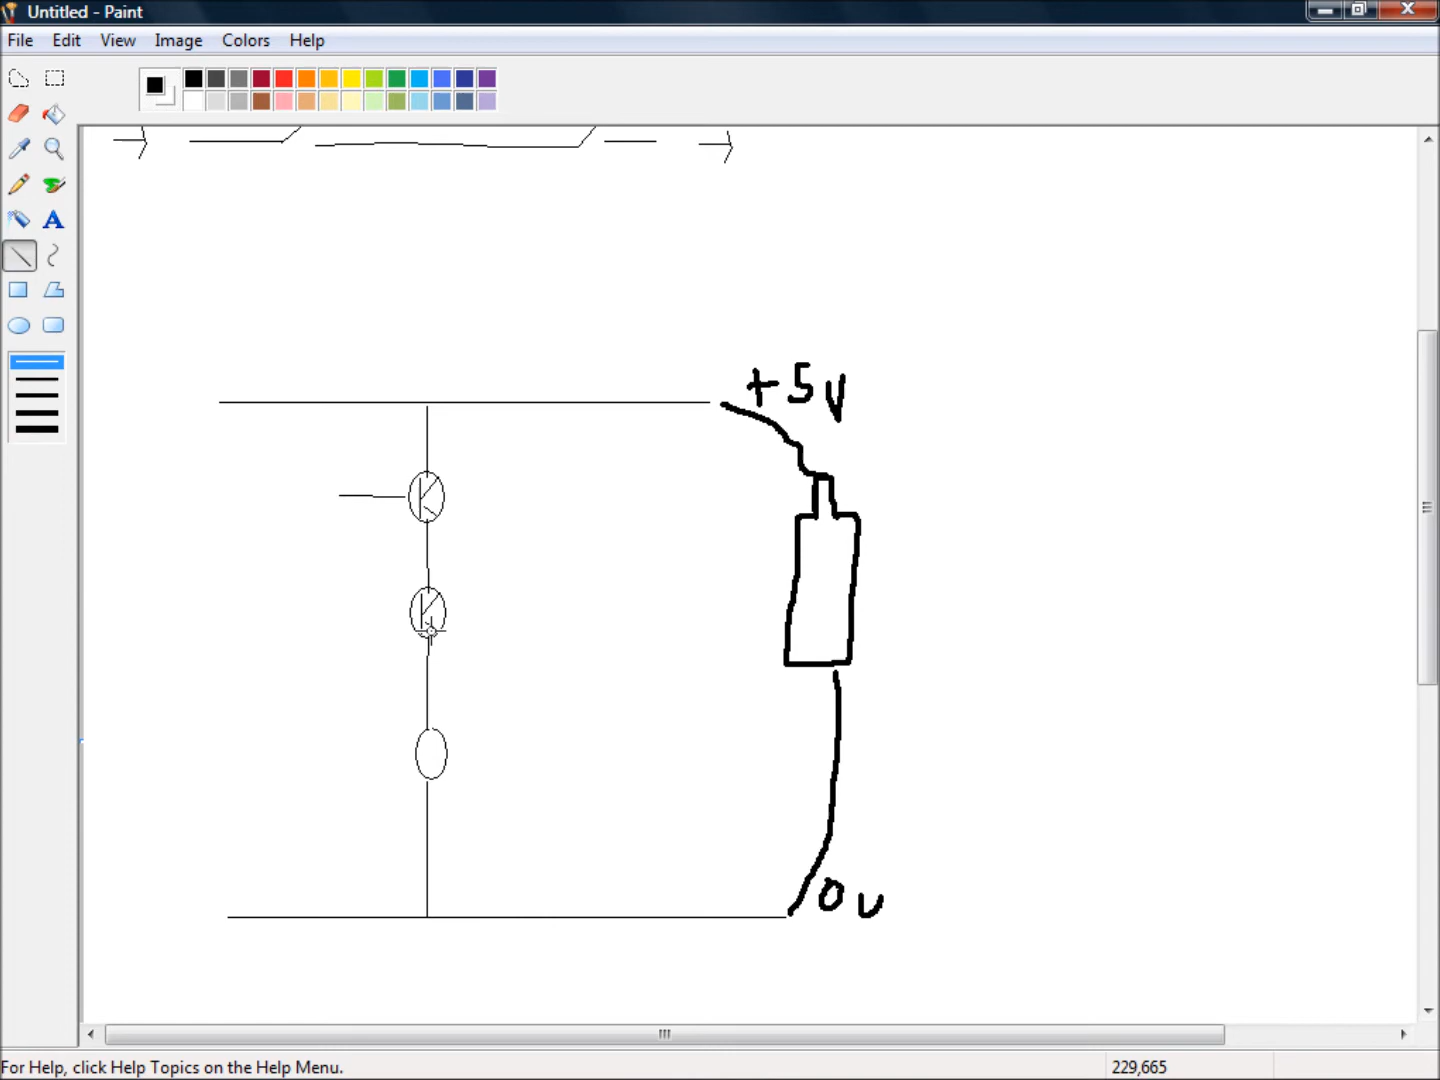 Untitled - Paint
File Edit View Image Colors Help
+5V
0v
For Help, click Help Topics on the Help Menu.
229,665